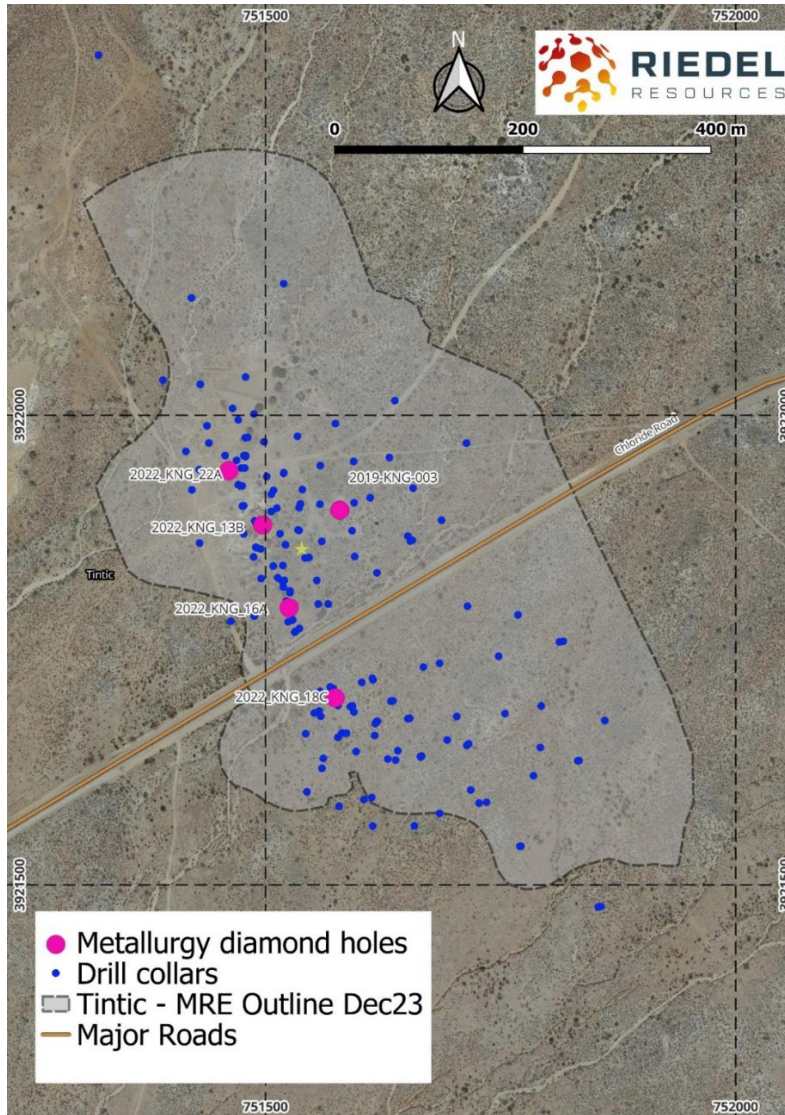 751500
752000
N
RIEDEL
RESOURCES
0
200
400 m
3922000
3922000
Chloride Road
2022_KNG_22A
2019-KNG-003
2022_KNG_13B
Tintic
2022_KNG_16A
2022_KNG_18C
3921500
3921500
Metallurgy diamond holes
Drill collars
Tintic - MRE Outline Dec23
Major Roads
751500
752000